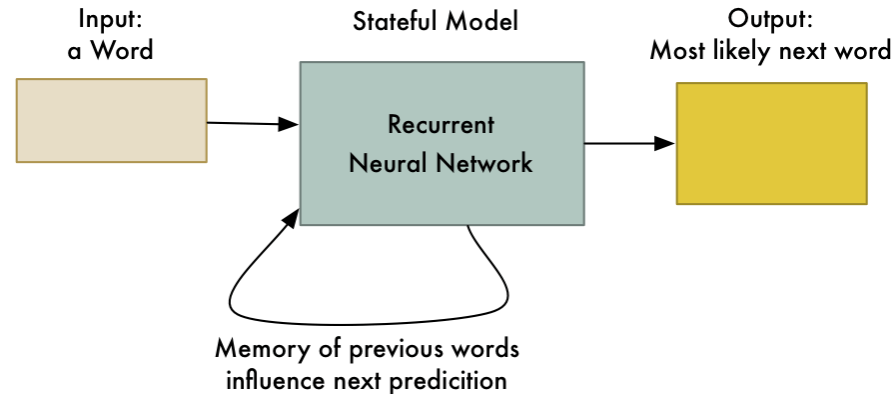 Input:
a Word
Stateful Model
Output:
Most likely next word
Recurrent
Neural Network
Memory of previous words
influence next predicition